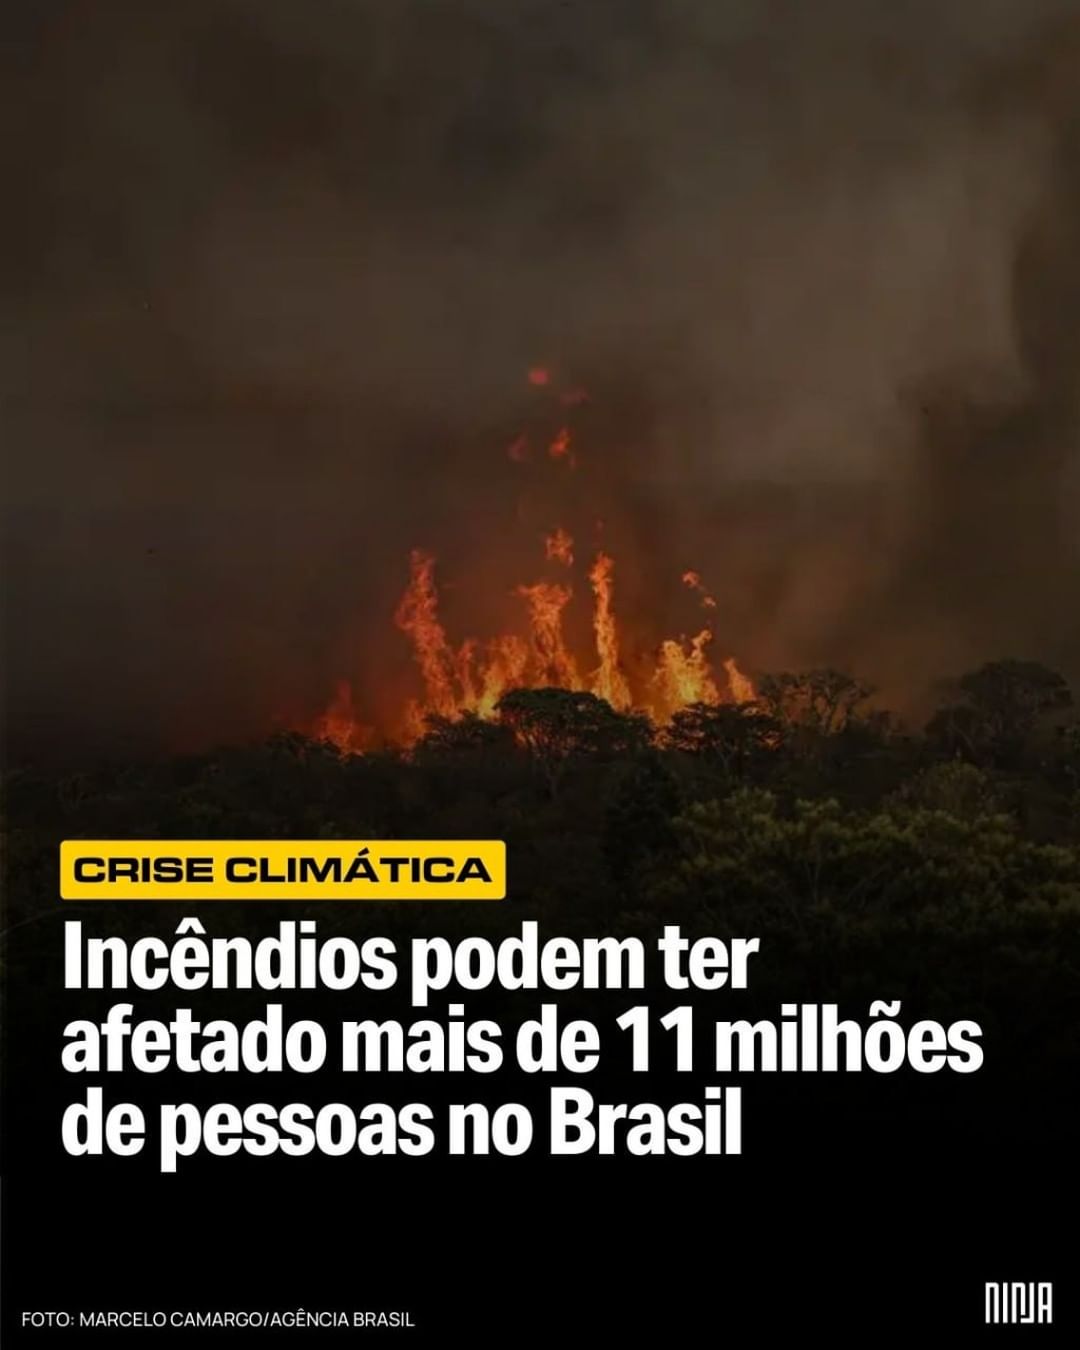 CRISE CLIMÁTICA
Incêndios podem ter
afetado mais de 11 milhões
de pessoas no Brasil
FOTO: MARCELO CAMARGO/AGÊNCIA BRASIL
NINJA